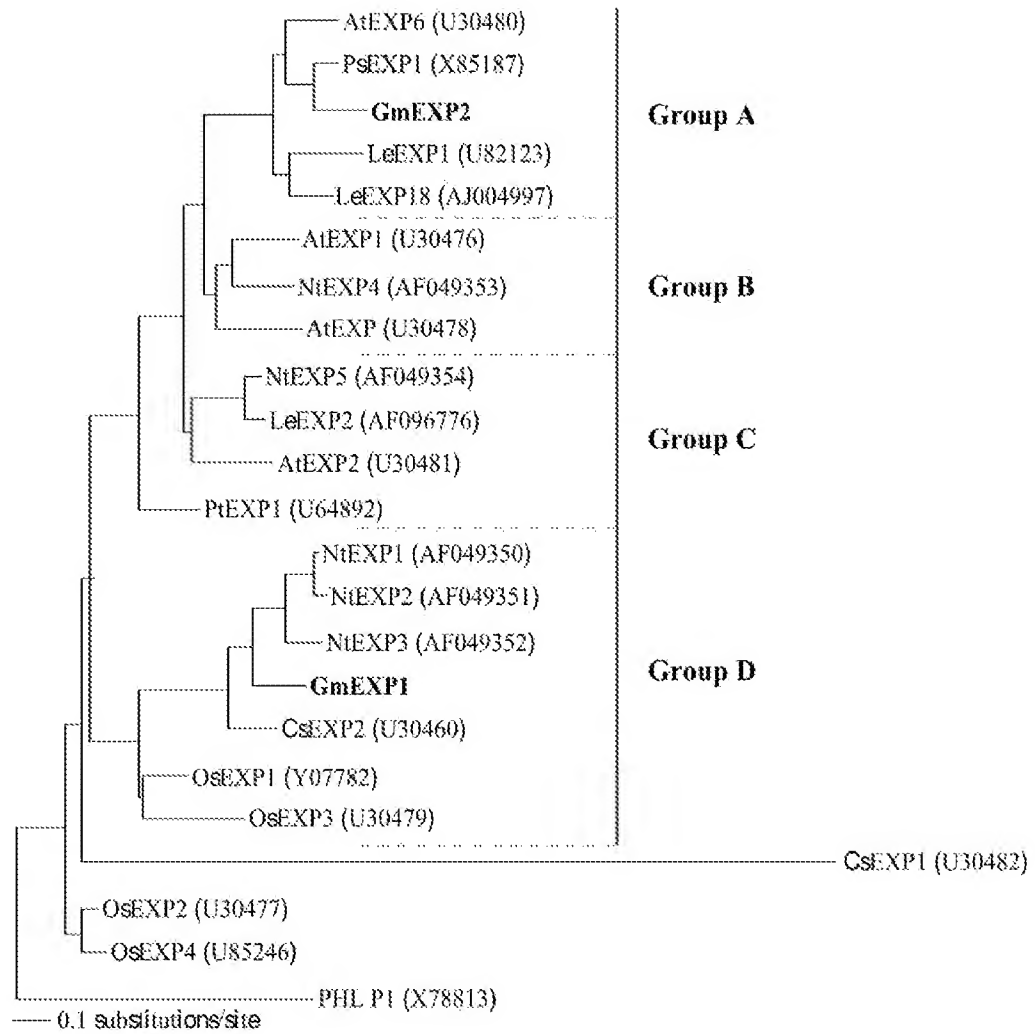 AtEXP6 (U30480)
PsEXP1 (X85187)
GmEXP2
Group A
LeEXP1 (U82123)
LeEXP18 (AJ004997)
AtEXP1 (U30476)
NtEXP4 (AF049353)
Group B
AtEXP (U30478)
NtEXP5 (AF049354)
LeEXP2 (AF096776)
Group C
AtEXP2 (U30481)
PtEXP1 (U64892)
NtEXP1 (AF049350)
NtEXP2 (AF049351)
NtEXP3 (AF049352)
Group D
GmEXP1
CsEXP2 (U30460)
OsEXP1 (Y07782)
OsEXP3 (U30479)
CsEXP1 (U30482)
OsEXP2 (U30477)
OsEXP4 (U85246)
PHL P1 (X78813)
0.1 substitutions/site